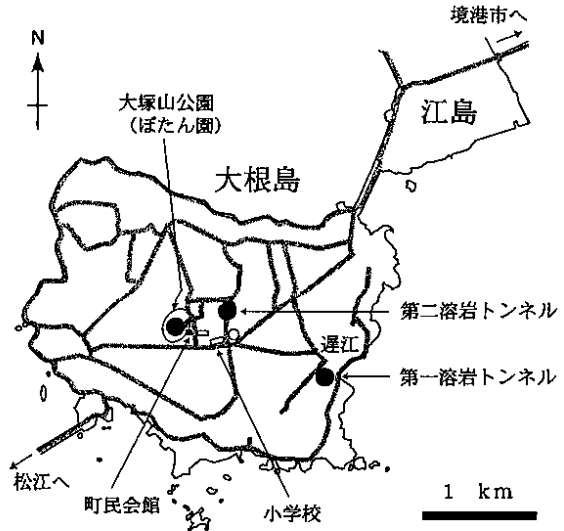 境港市へ
N
大塚山公園
(ぼたん園)
江島
大根島
第二溶岩トンネル
遅江
第一溶岩トンネル
松江へ
町民会館
小学校
1 km